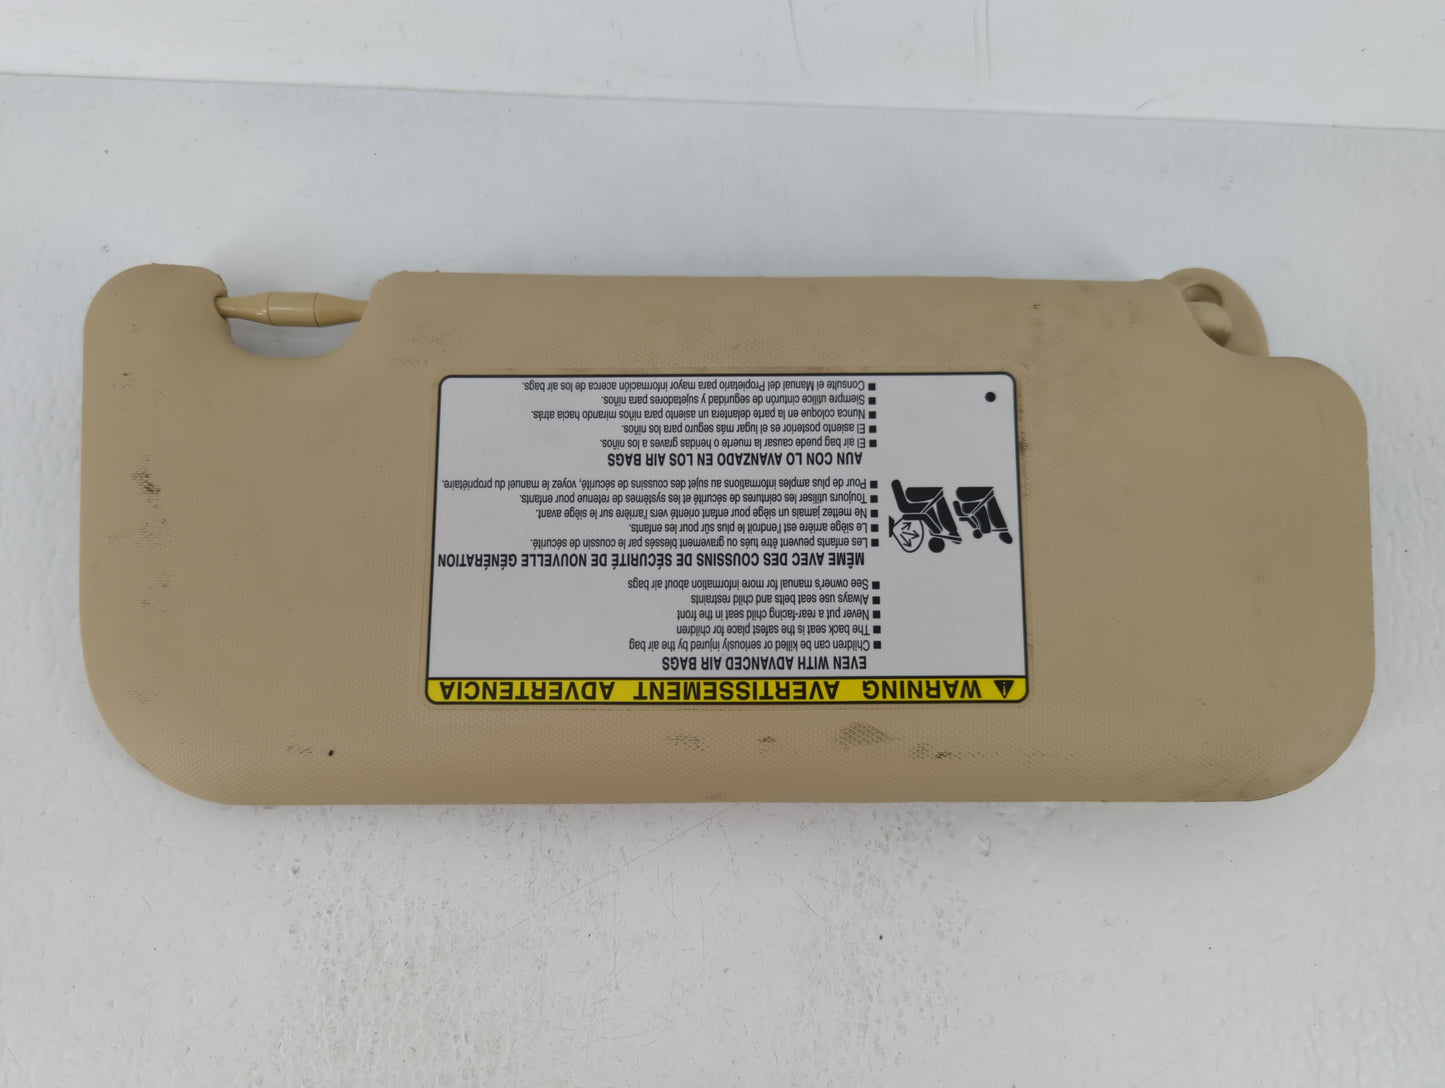 WARNING AVERTISSEMENT ADVERTENCIA
EVEN WITH ADVANCED AIR BAGS
■ Children can be killed or seriously injured by the air bag
■ The back seat is the safest place for children
■ Never put a rear-facing child seat in the front
■ Always use seat belts and child restraints
■ See owner's manual for more information about air bags
MÊME AVEC DES COUSSINS DE SÉCURITÉ DE NOUVELLE GÉNÉRATION
■ Les enfants peuvent être tués ou gravement blessés par le coussin de sécurité.
■ Le siège arrière est l'endroit le plus sûr pour les enfants.
■ Ne mettez jamais un siège pour enfant orienté vers l'arrière sur le siège avant.
■ Toujours utiliser les ceintures de sécurité et les systèmes de retenue pour enfants.
■ Pour de plus amples informations au sujet des coussins de sécurité, voyez le manuel du propriétaire.
AUN CON LO AVANZADO EN LOS AIR BAGS
■ El air bag puede causar la muerte o heridas graves a los niños.
■ El asiento posterior es el lugar más seguro para los niños.
■ Nunca coloque en la parte delantera un asiento para niños mirando hacia atrás.
■ Siempre utilice cinturón de seguridad y sujetadores para niños.
■ Consulte el Manual del Propietario para mayor información acerca de los air bags.